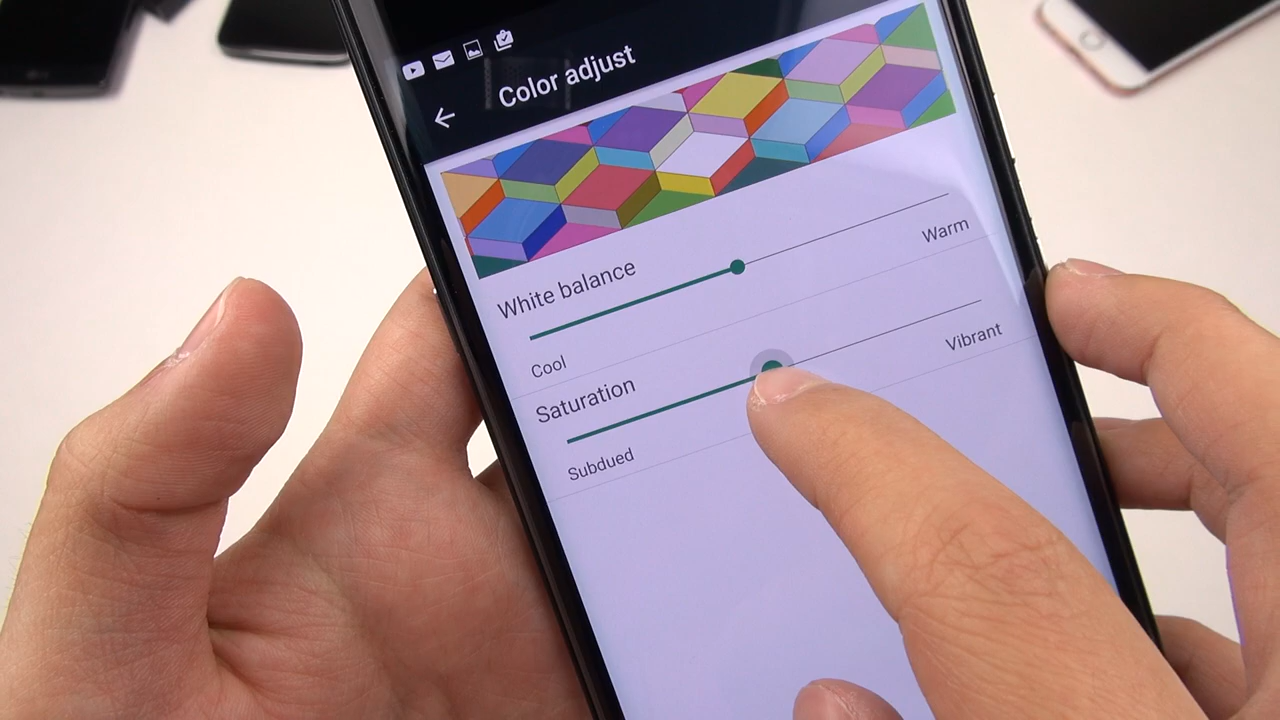 Color adjust
White balance
Cool
Warm
Saturation
Subdued
Vibrant